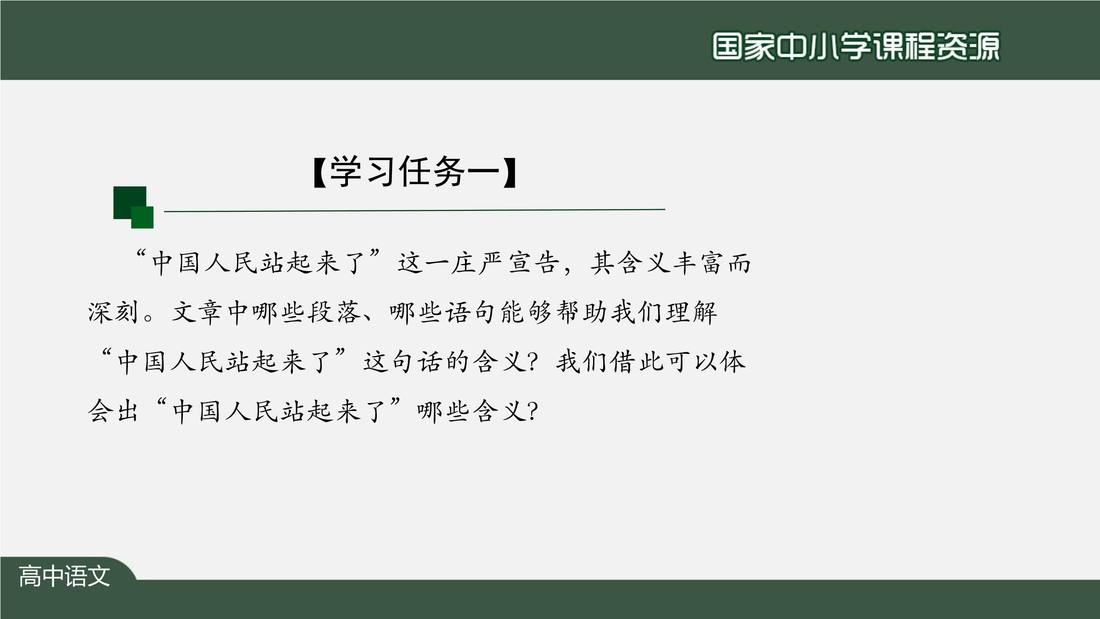 国家中小学课程资源
【学习任务一】
“中国人民站起来了”这一庄严宣告，其含义丰富而
深刻。文章中哪些段落、哪些语句能够帮助我们理解
“中国人民站起来了”这句话的含义？我们借此可以体
会出“中国人民站起来了”哪些含义？
高中语文